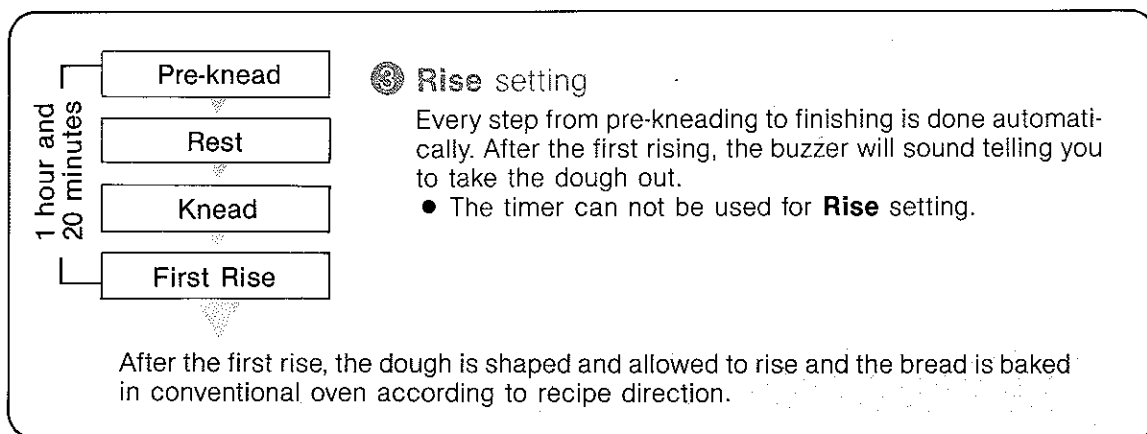 1 hour and
20 minutes
Pre-knead
Rest
Knead
First Rise
③ Rise setting
Every step from pre-kneading to finishing is done automati-
cally. After the first rising, the buzzer will sound telling you
to take the dough out.
● The timer can not be used for Rise setting.
After the first rise, the dough is shaped and allowed to rise and the bread is baked
in conventional oven according to recipe direction.